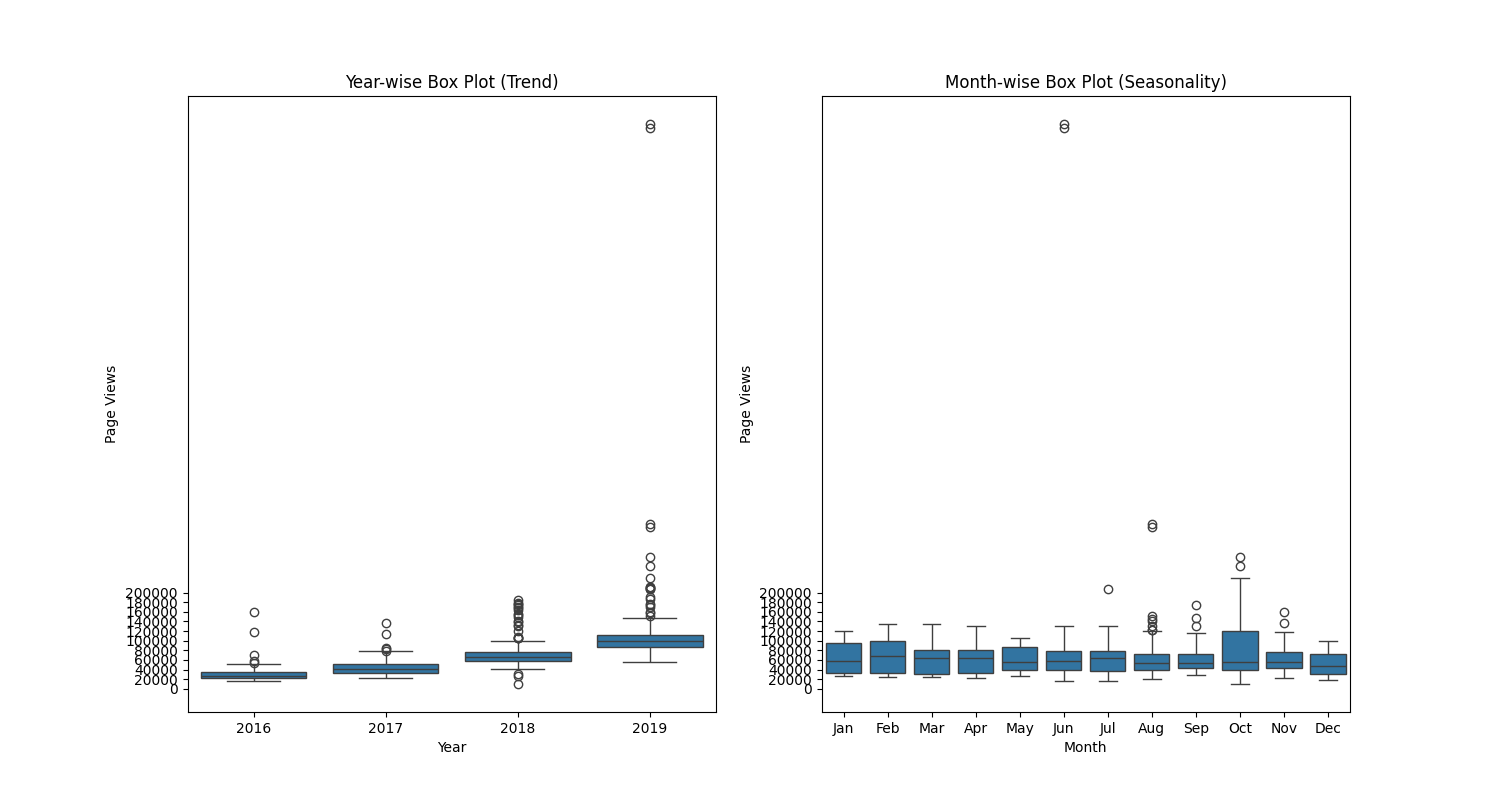 Year-wise Box Plot (Trend)
Page Views
200000
180000
160000
140000
120000
100000
80000
60000
40000
20000
0
2016 2017 2018 2019
Year
Month-wise Box Plot (Seasonality)
Page Views
200000
180000
160000
140000
120000
100000
80000
60000
40000
20000
0
Jan Feb Mar Apr May Jun Jul Aug Sep Oct Nov Dec
Month